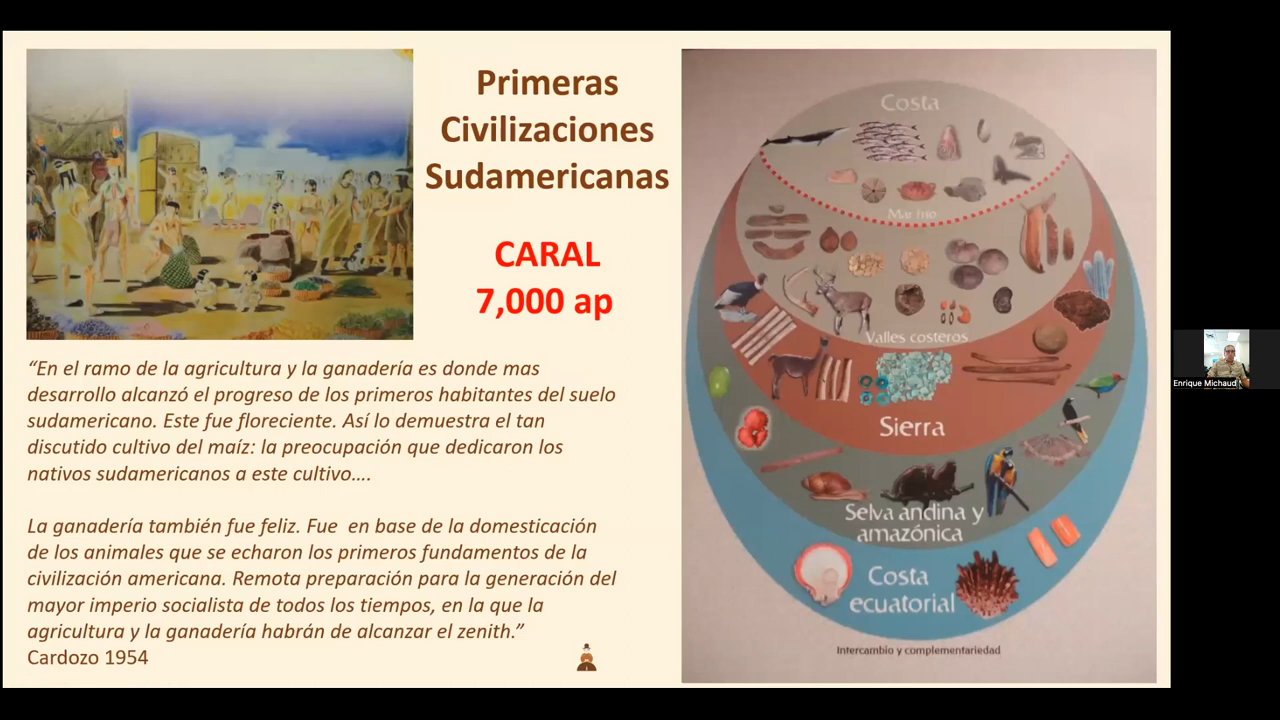 Primeras
Civilizaciones
Sudamericanas
CARAL
7,000 ap
“En el ramo de la agricultura y la ganadería es donde mas
desarrollo alcanzó el progreso de los primeros habitantes del suelo
sudamericano. Este fue floreciente. Así lo demuestra el tan
discutido cultivo del maíz: la preocupación que dedicaron los
nativos sudamericanos a este cultivo….
La ganadería también fue feliz. Fue en base de la domesticación
de los animales que se echaron los primeros fundamentos de la
civilización americana. Remota preparación para la generación del
mayor imperio socialista de todos los tiempos, en la que la
agricultura y la ganadería habrán de alcanzar el zenith.”
Cardozo 1954
Costa
Mar frio
Valles costeros
Sierra
Selva andina y
amazónica
Costa
ecuatorial
Intercambio y complementariedad
Enrique Michaud